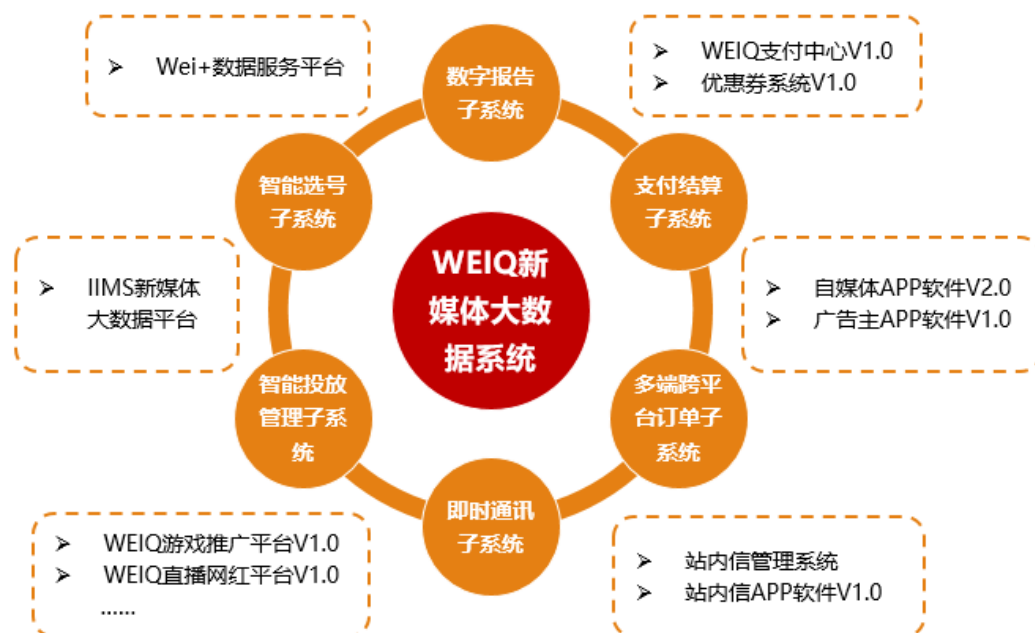 Wei+数据服务平台
数字报告
子系统
WEIQ支付中心V1.0
优惠券系统V1.0
智能选号
子系统
支付结算
子系统
IIMS新媒体
大数据平台
WEIQ新
媒体大数
据系统
自媒体APP软件V2.0
广告主APP软件V1.0
智能投放
管理子系
统
多端跨平
台订单子
系统
即时通讯
子系统
WEIQ游戏推广平台V1.0
WEIQ直播网红平台V1.0
......
站内信管理系统
站内信APP软件V1.0